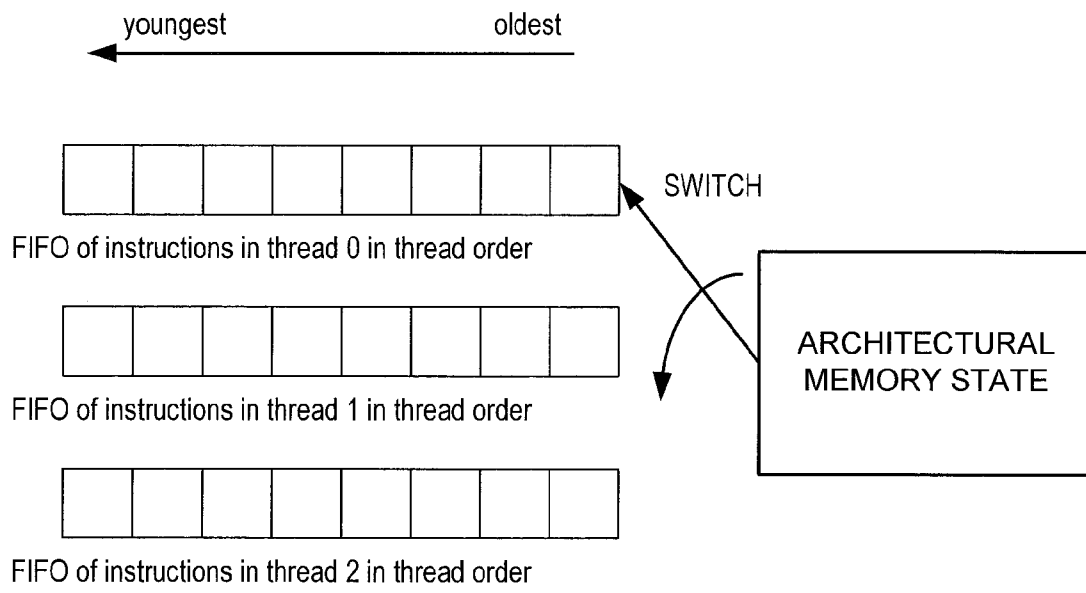 youngest oldest
SWITCH
FIFO of instructions in thread 0 in thread order
ARCHITECTURAL
MEMORY STATE
FIFO of instructions in thread 1 in thread order
FIFO of instructions in thread 2 in thread order